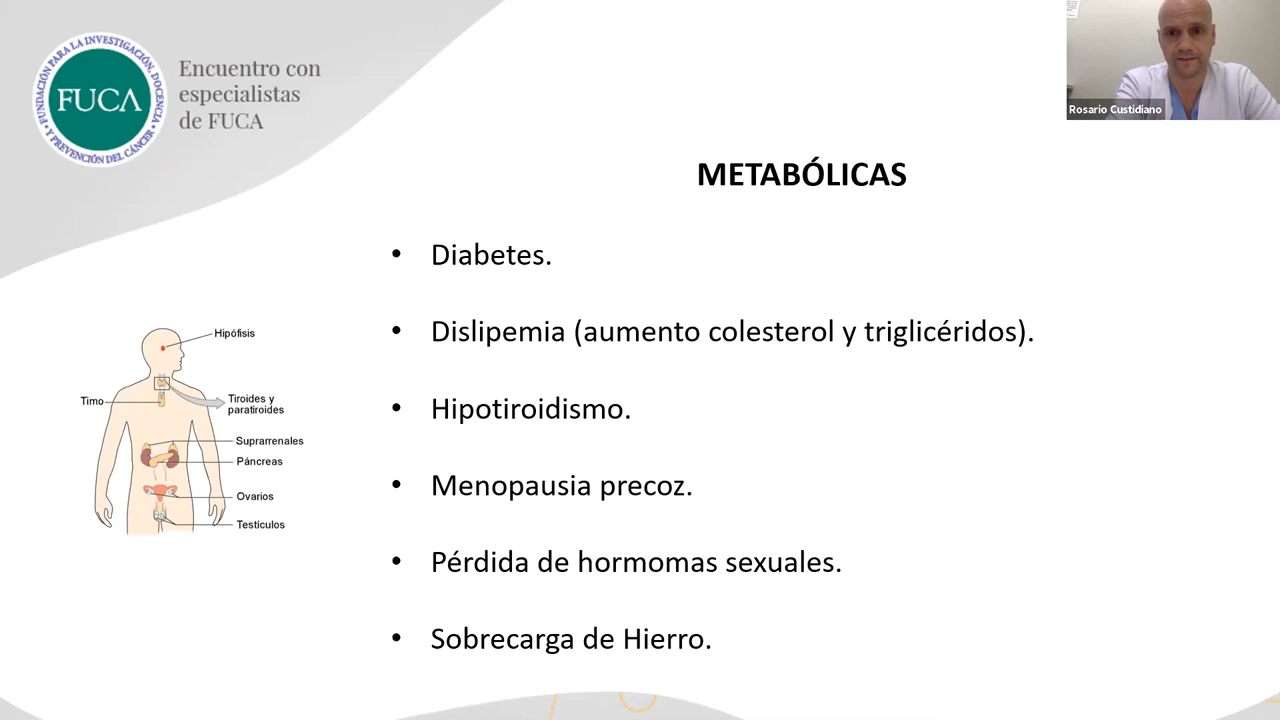 FUNDACIÓN PARA LA INVESTIGACIÓN, DOCENCIA
Y PREVENCIÓN DEL CÁNCER
FUCA
Encuentro con
especialistas
de FUCA
Rosario Custidiano
METABÓLICAS
• Diabetes.
• Dislipemia (aumento colesterol y triglicéridos).
• Hipotiroidismo.
• Menopausia precoz.
• Pérdida de hormomas sexuales.
• Sobrecarga de Hierro.
Hipófisis
Timo
Tiroides y
paratiroides
Suprarrenales
Páncreas
Ovarios
Testículos